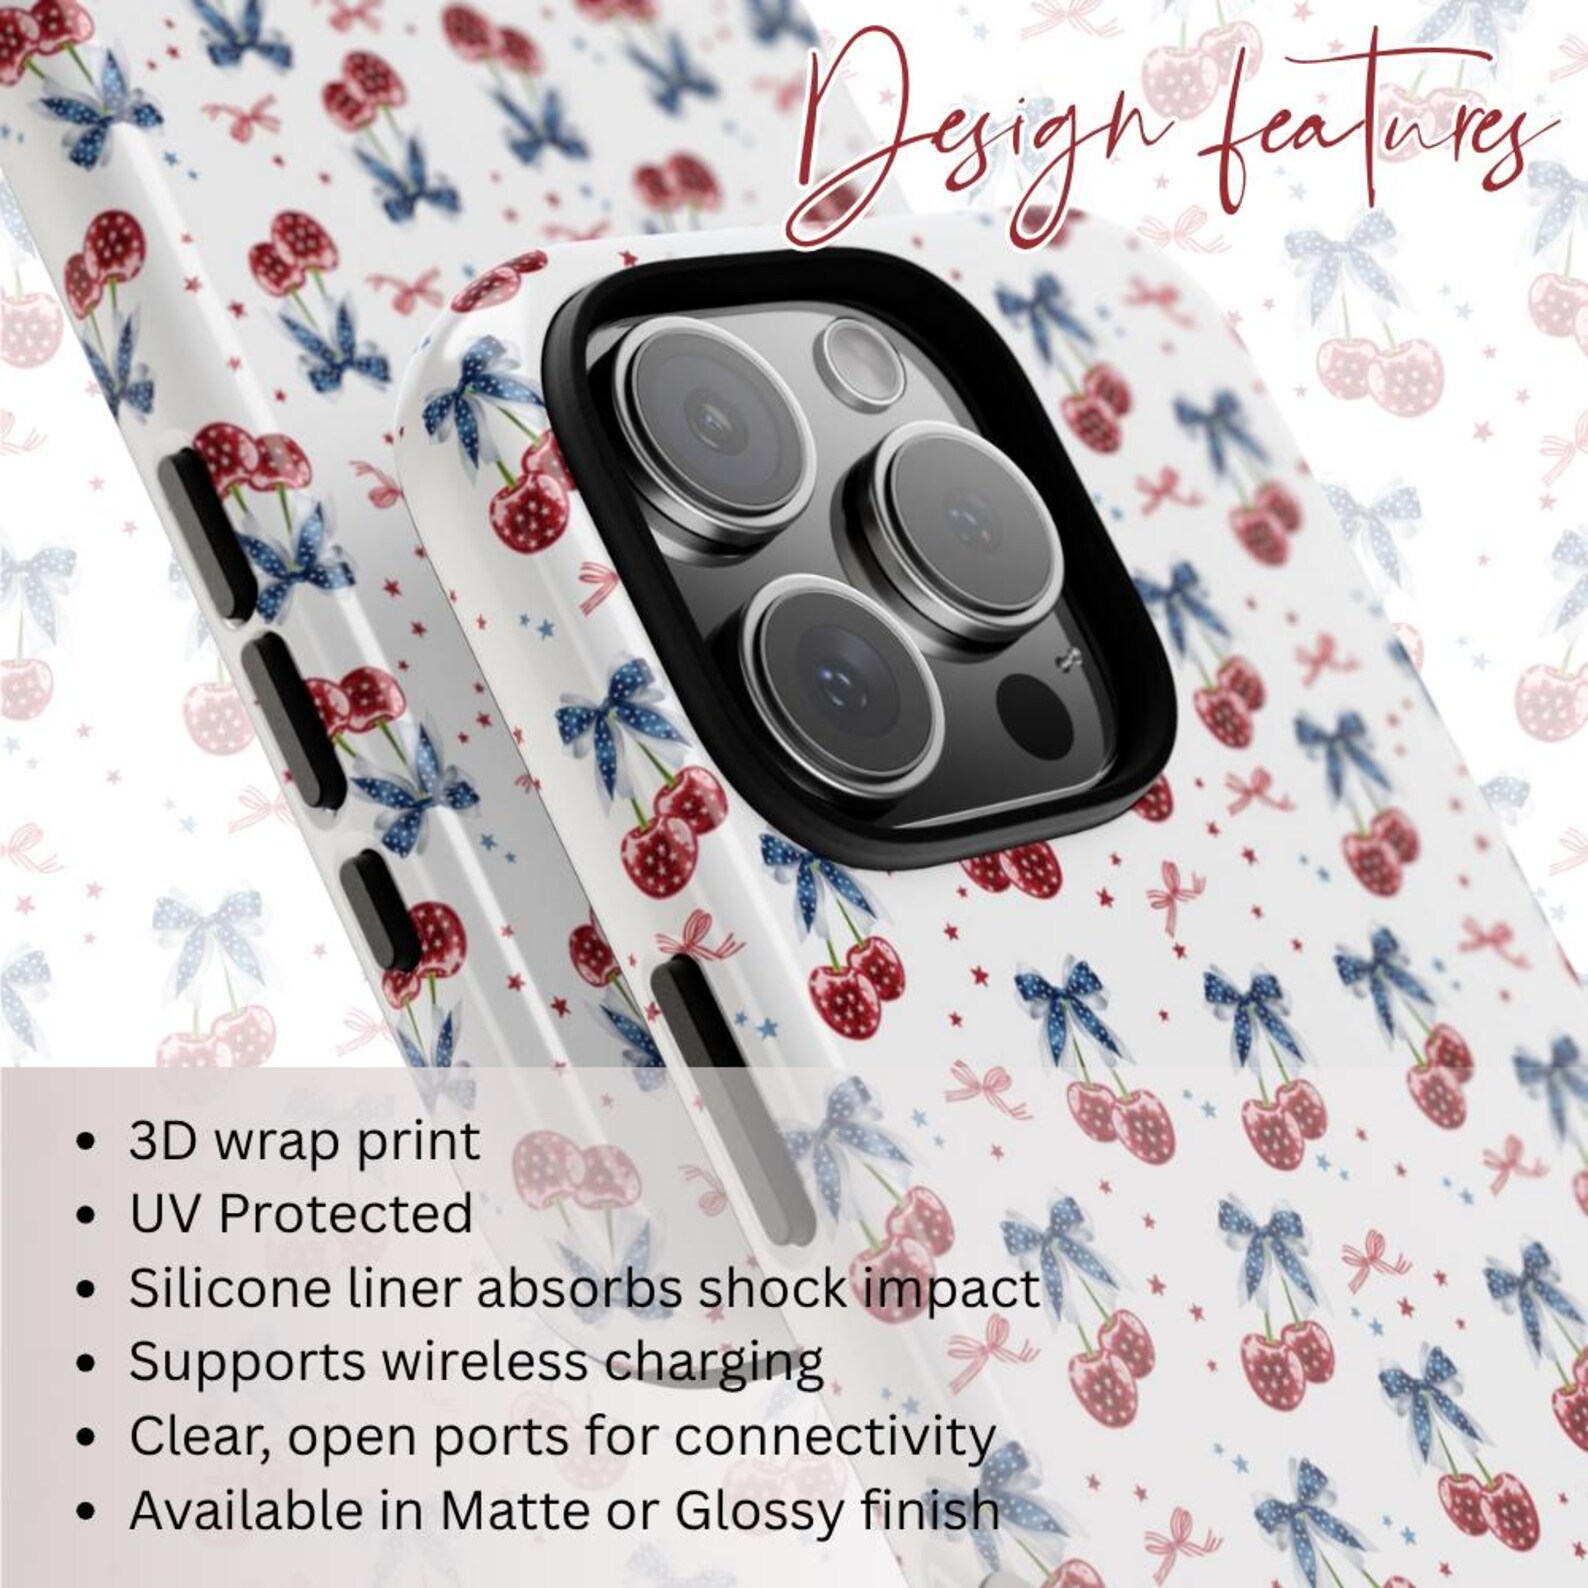 Design features
• 3D wrap print
• UV Protected
• Silicone liner absorbs shock impact
• Supports wireless charging
• Clear, open ports for connectivity
• Available in Matte or Glossy finish